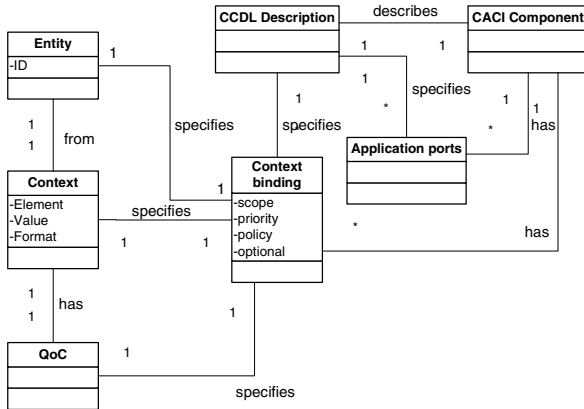 CCDL Description
describes
CACI Component
Entity
-ID
1
1
1
1
1
specifies
1
1
1
specifies
specifies
*
*
*
has
1
1
from
Application ports
Context
-Element
-Value
-Format
Context
binding
-scope
-priority
-policy
-optional
1
specifies
1
1
*
has
1
1
has
1
1
QoC
specifies